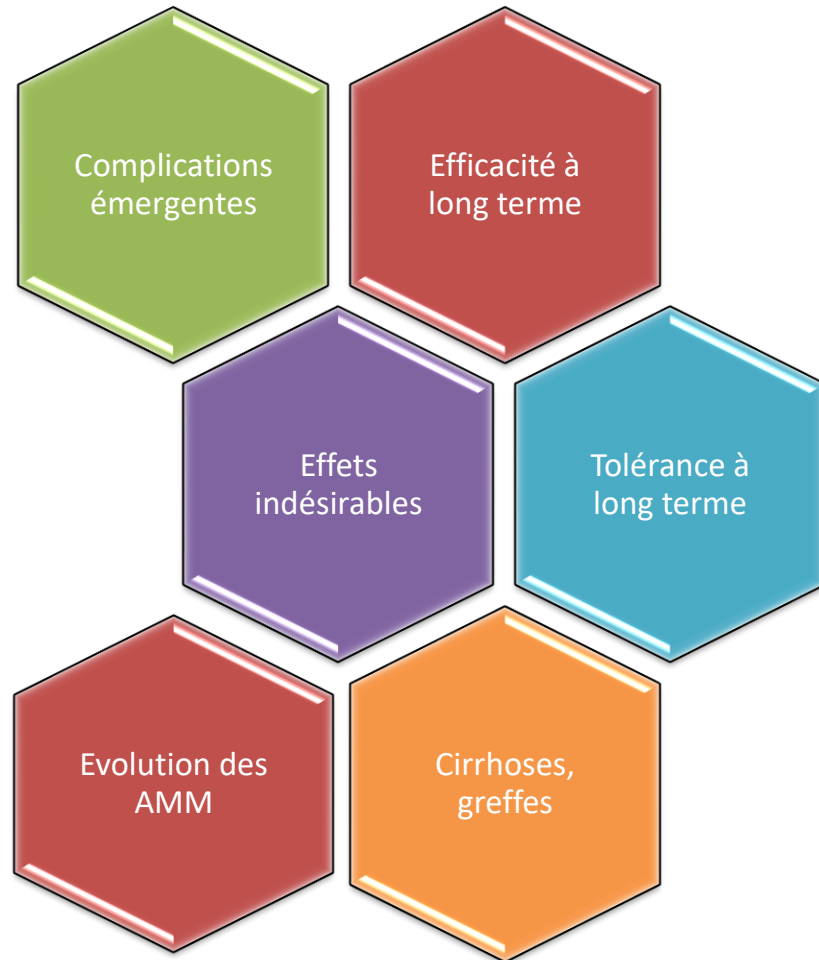 Complications
émergentes
Efficacité à
long terme
Effets
indésirables
Tolérance à
long terme
Evolution des
AMM
Cirrhoses,
greffes